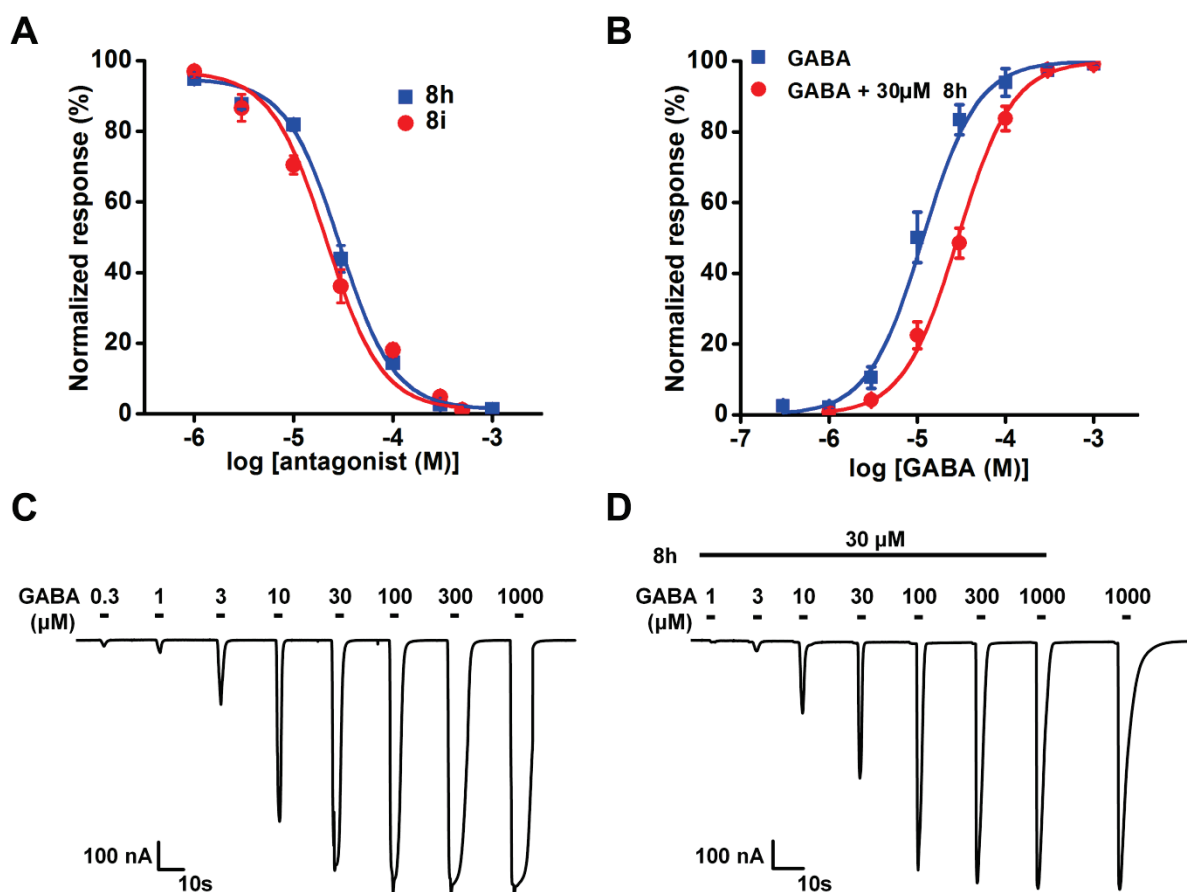 A
Normalized response (%)
100
80
60
40
20
0
8h
8i
-6 -5 -4 -3
log [antagonist (M)]
B
Normalized response (%)
100
80
60
40
20
0
GABA
GABA + 30µM 8h
-7 -6 -5 -4 -3
log [GABA (M)]
C
GABA 0.3 1 3 10 30 100 300 1000
(µM)
100 nA
10s
D
8h 30 µM
GABA 1 3 10 30 100 300 1000 1000
(µM)
100 nA
10s